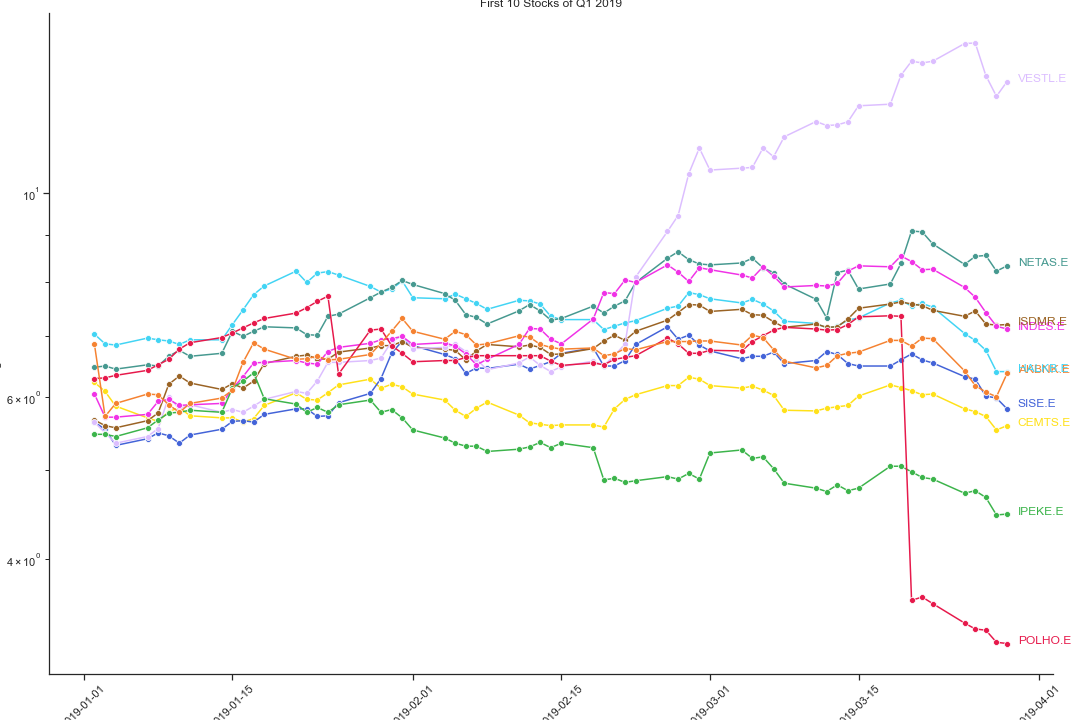 First 10 Stocks of Q1 2019
VESTL.E
10¹
NETAS.E
ISDMR.E
INDES.E
6 × 10⁰
SISE.E
CEMTS.E
IPEKE.E
4 × 10⁰
POLHO.E
2019-01-01
2019-01-15
2019-02-01
2019-02-15
2019-03-01
2019-03-15
2019-04-01